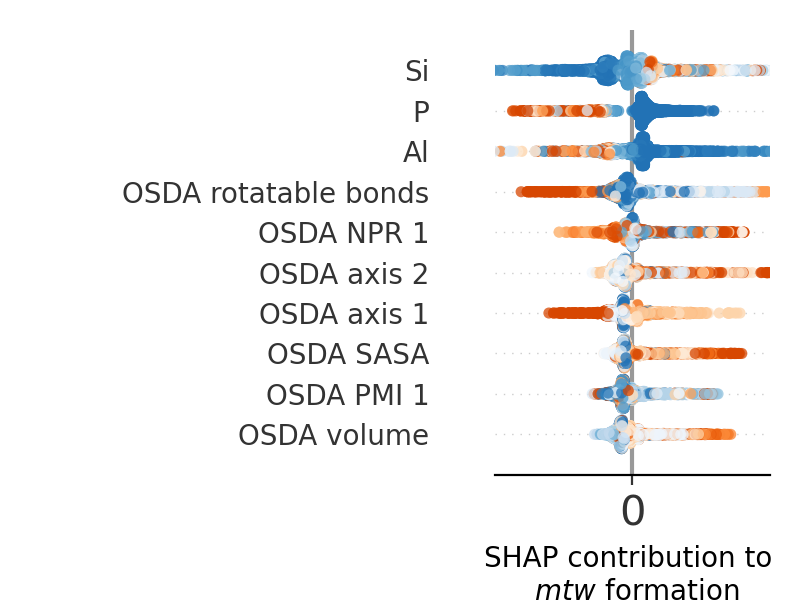 Si
P
Al
OSDA rotatable bonds
OSDA NPR 1
OSDA axis 2
OSDA axis 1
OSDA SASA
OSDA PMI 1
OSDA volume
0
SHAP contribution to
mtw formation